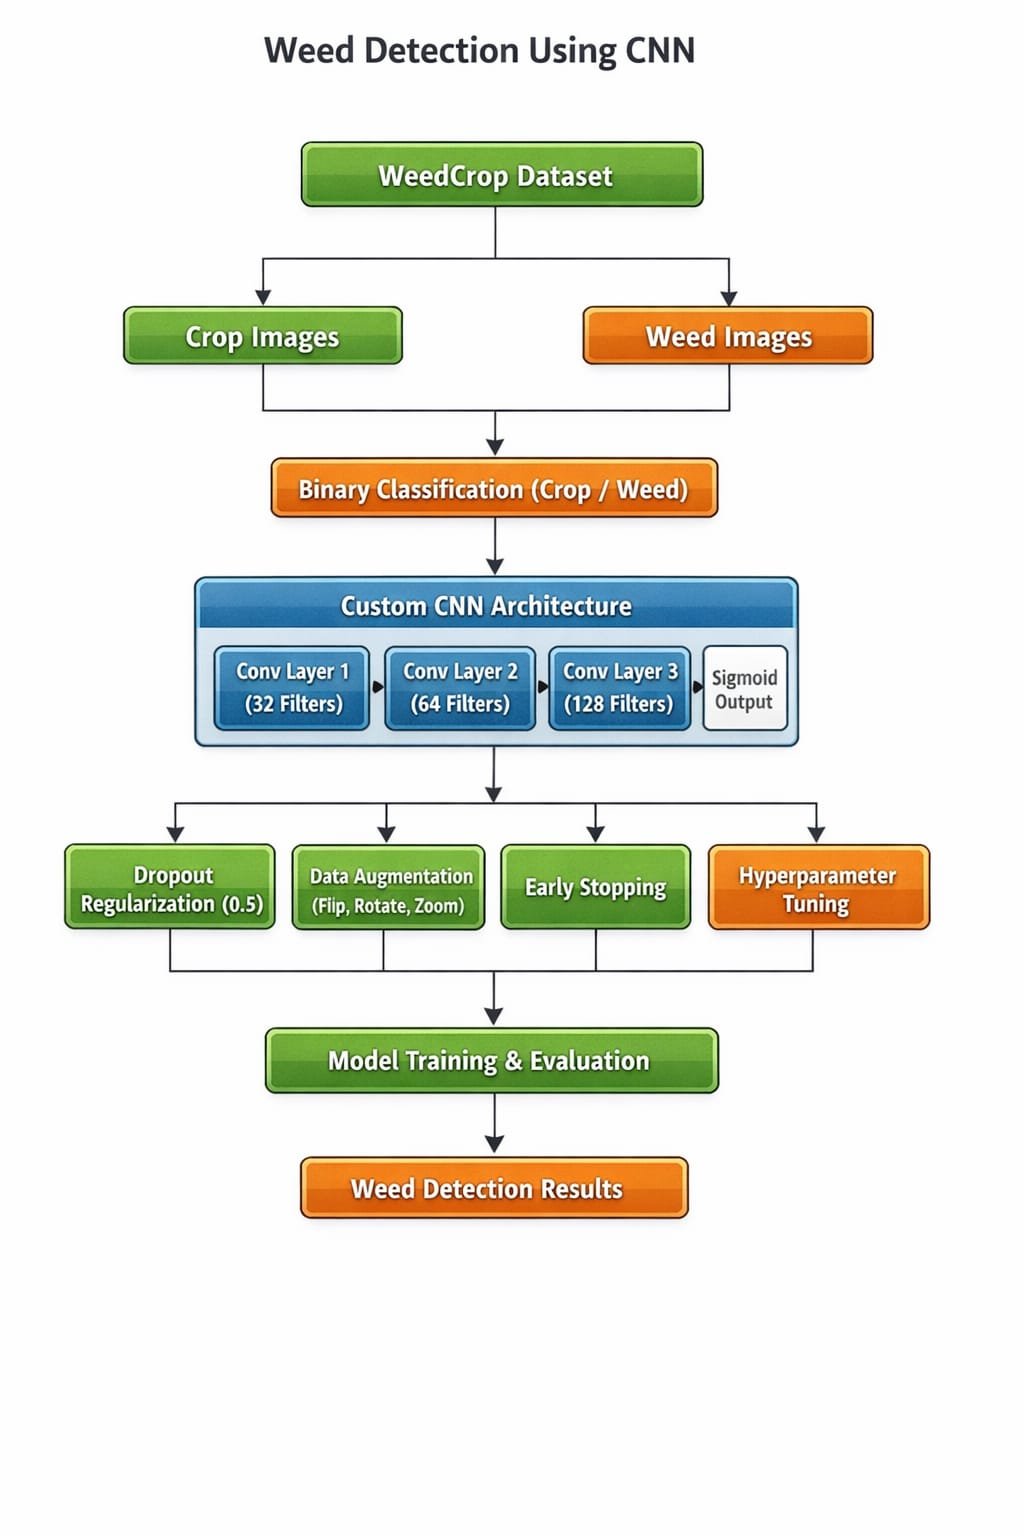 Weed Detection Using CNN
WeedCrop Dataset
Crop Images
Weed Images
Binary Classification (Crop / Weed)
Custom CNN Architecture
Conv Layer 1
(32 Filters)
Conv Layer 2
(64 Filters)
Conv Layer 3
(128 Filters)
Sigmoid
Output
Dropout
Regularization (0.5)
Data Augmentation
(Flip, Rotate, Zoom)
Early Stopping
Hyperparameter
Tuning
Model Training & Evaluation
Weed Detection Results